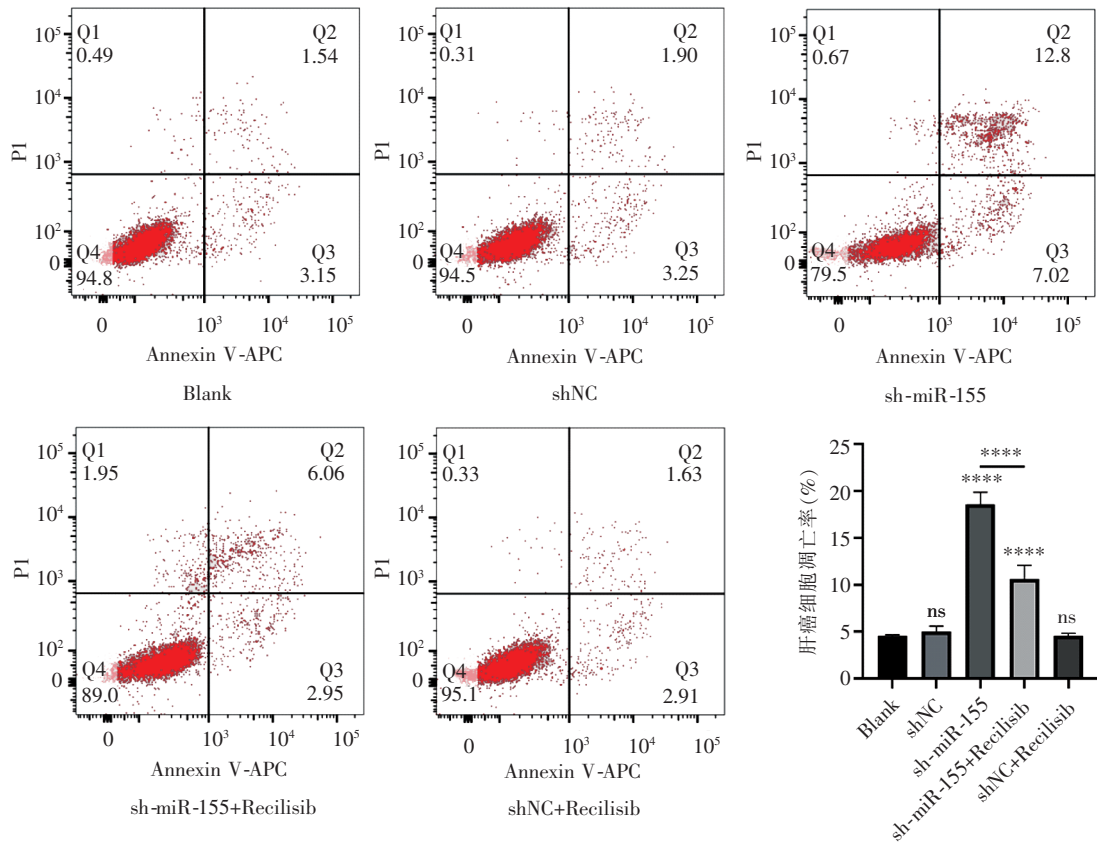 Q1
0.49
Q2
1.54
Q4
94.8
Q3
3.15
10⁵
10⁴
10³
10²
0
P1
0 10³ 10⁴ 10⁵
Annexin V-APC
Blank
Q1
0.31
Q2
1.90
Q4
94.5
Q3
3.25
10⁵
10⁴
10³
10²
0
P1
0 10³ 10⁴ 10⁵
Annexin V-APC
shNC
Q1
0.67
Q2
12.8
Q4
79.5
Q3
7.02
10⁵
10⁴
10³
10²
0
P1
0 10³ 10⁴ 10⁵
Annexin V-APC
sh-miR-155
Q1
1.95
Q2
6.06
Q4
89.0
Q3
2.95
10⁵
10⁴
10³
10²
0
P1
0 10³ 10⁴ 10⁵
Annexin V-APC
sh-miR-155+Recilisib
Q1
0.33
Q2
1.63
Q4
95.1
Q3
2.91
10⁵
10⁴
10³
10²
0
P1
0 10³ 10⁴ 10⁵
Annexin V-APC
shNC+Recilisib
肝癌细胞凋亡率(%)
25
20
15
10
5
0
ns
****
****
****
ns
Blank
shNC
sh-miR-155
sh-miR-155+Recilisib
shNC+Recilisib